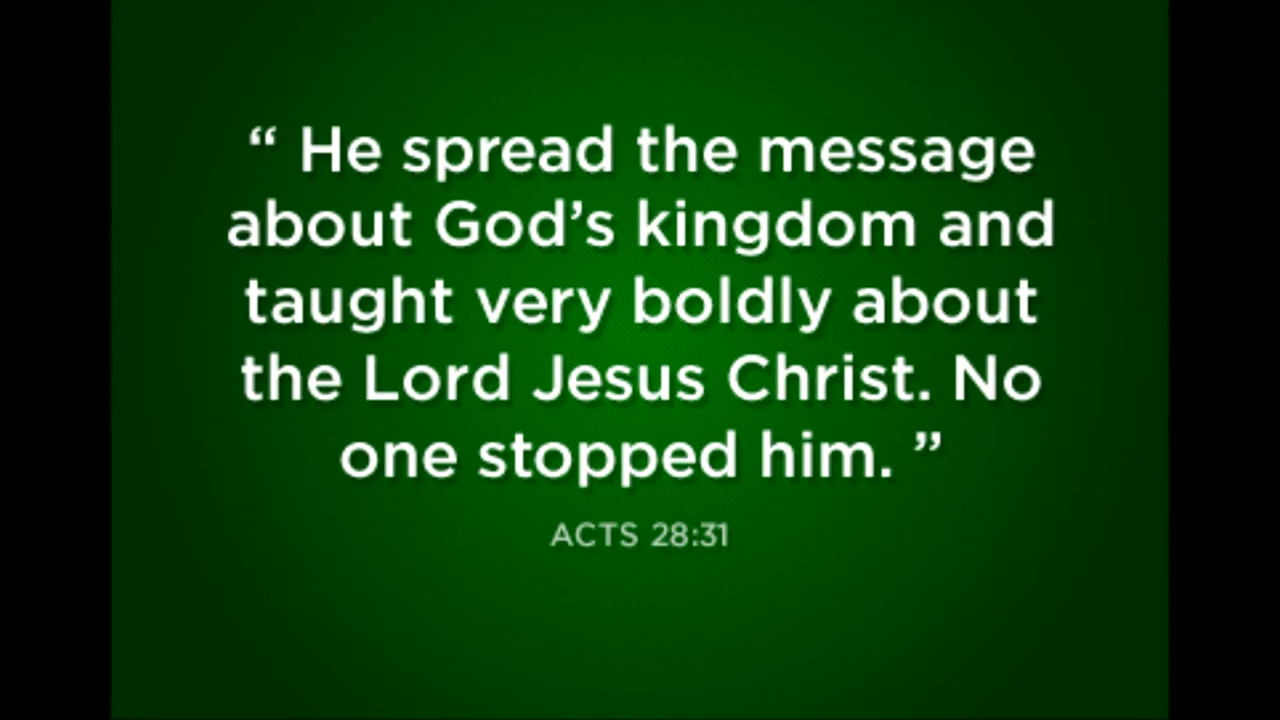 “ He spread the message
about God’s kingdom and
taught very boldly about
the Lord Jesus Christ. No
one stopped him. ”
ACTS 28:31